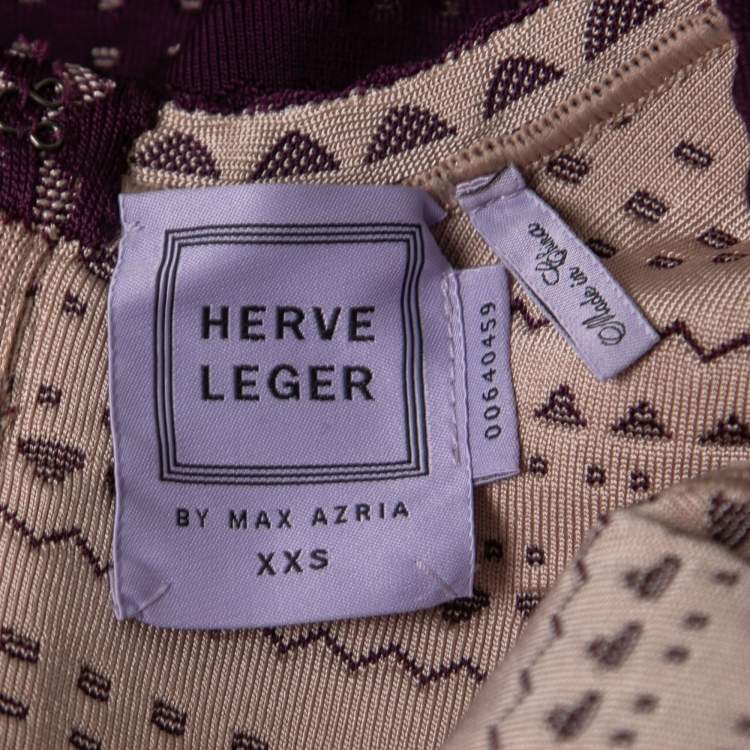 HERVE
LEGER
BY MAX AZRIA
XXS
00640459
Made in China